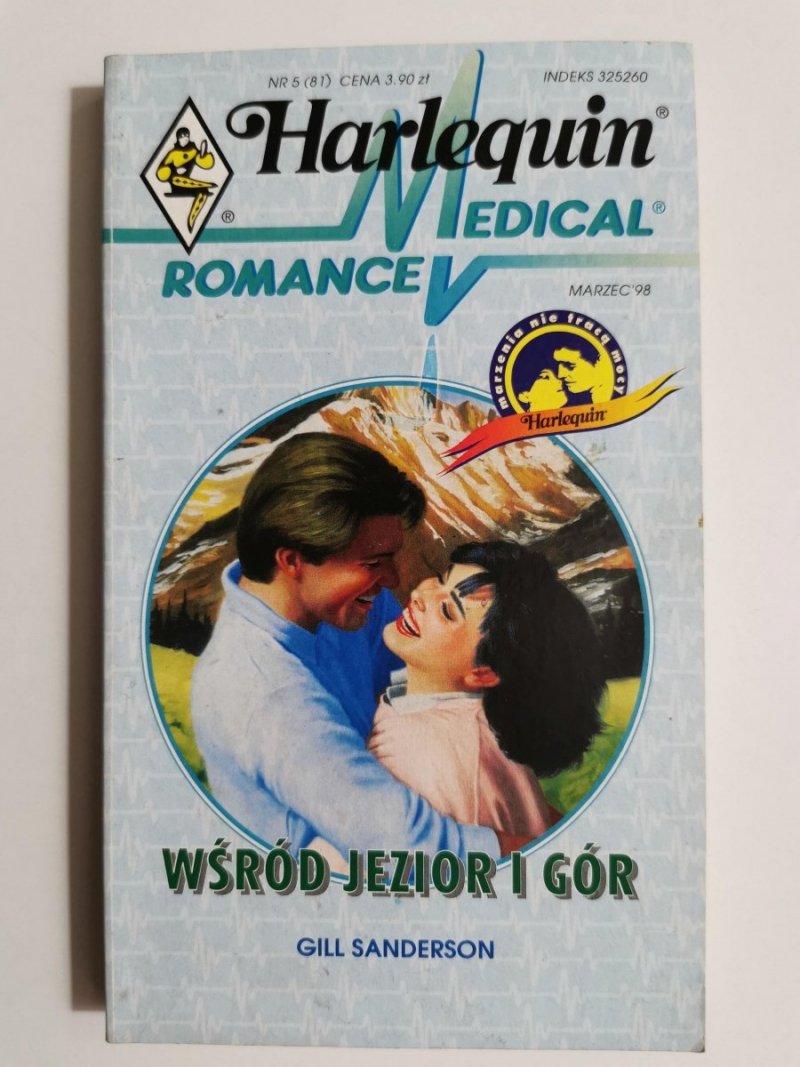 NR 5 (81) CENA 3.90 zł INDEKS 325260
Harlequin®
®
MEDICAL®
ROMANCE
MARZEC'98
marzenia nie tracą mocy
Harlequin
WŚRÓD JEZIOR I GÓR
GILL SANDERSON